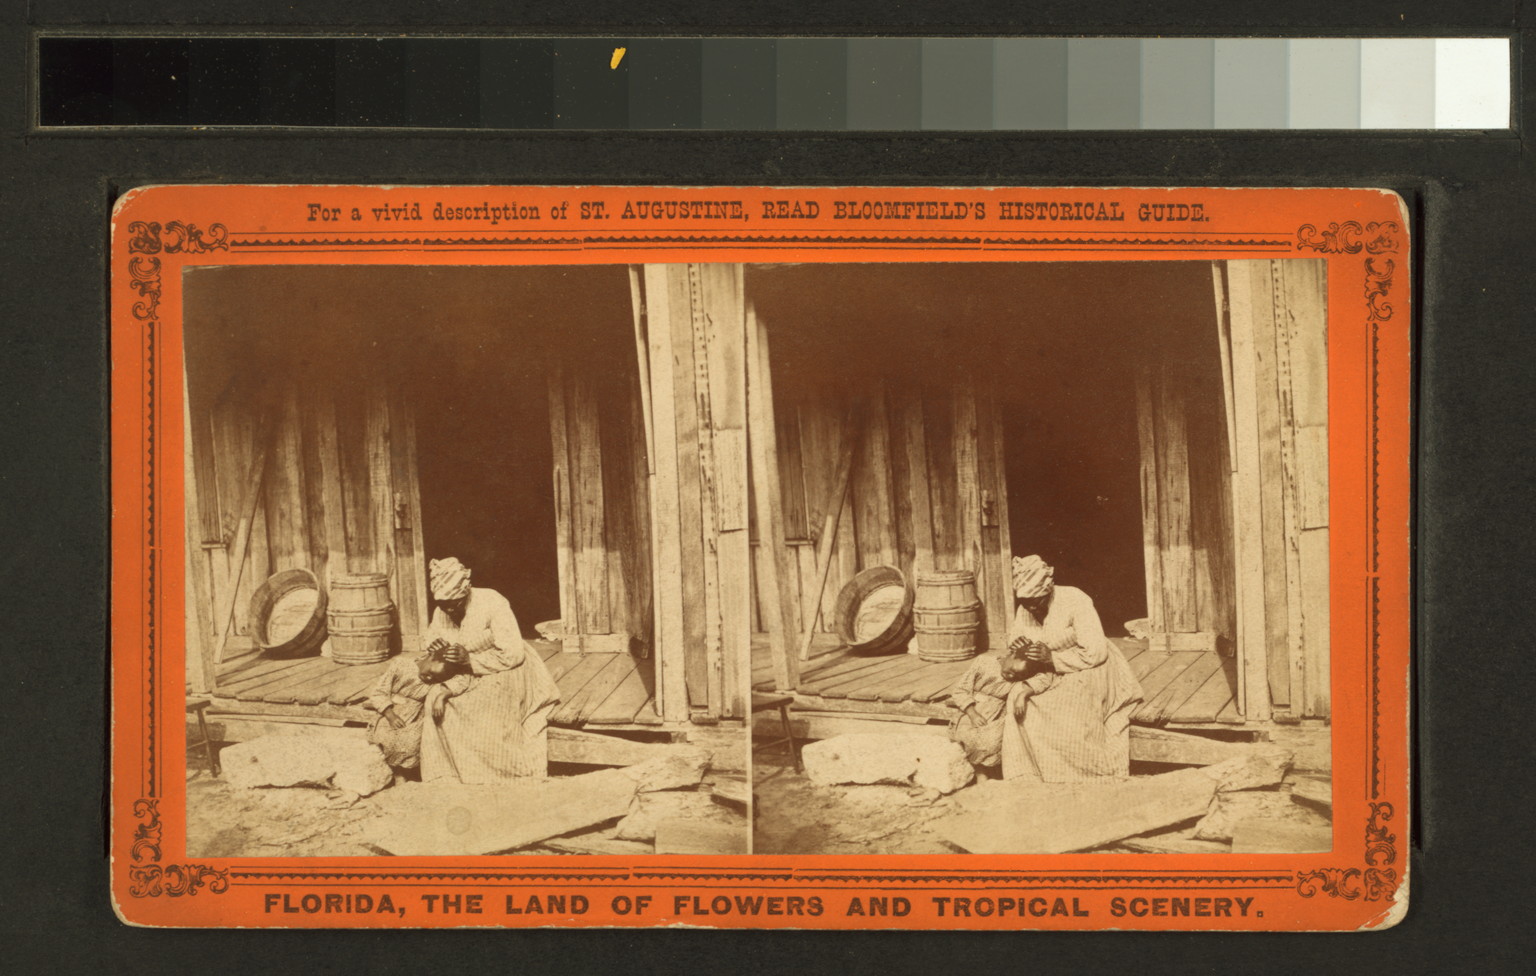 For a vivid description of ST. AUGUSTINE, READ BLOOMFIELD'S HISTORICAL GUIDE.
FLORIDA, THE LAND OF FLOWERS AND TROPICAL SCENERY.